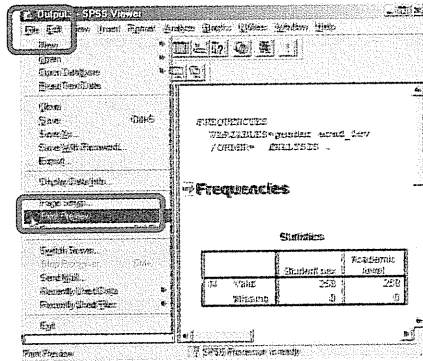 Output... - SPSS Viewer
File Edit View Insert Format Analyze Graphs Utilities Window Help
New
Open
Open Database
Read Text Data
Close
Save Ctrl+S
Save As...
Save With Password...
Export...
Display Data Info...
Page Setup...
Print Preview
Switch Server...
Stop Processor
Send Mail...
Recently Used Data
Recently Used Files
Exit
FREQUENCIES
VARIABLES=gender acad_lev
/ORDER= ANALYSIS .
Frequencies
Statistics
Student sex Academic level
N Valid 258 258
Missing 0 0
Print Preview SPSS Processor is ready